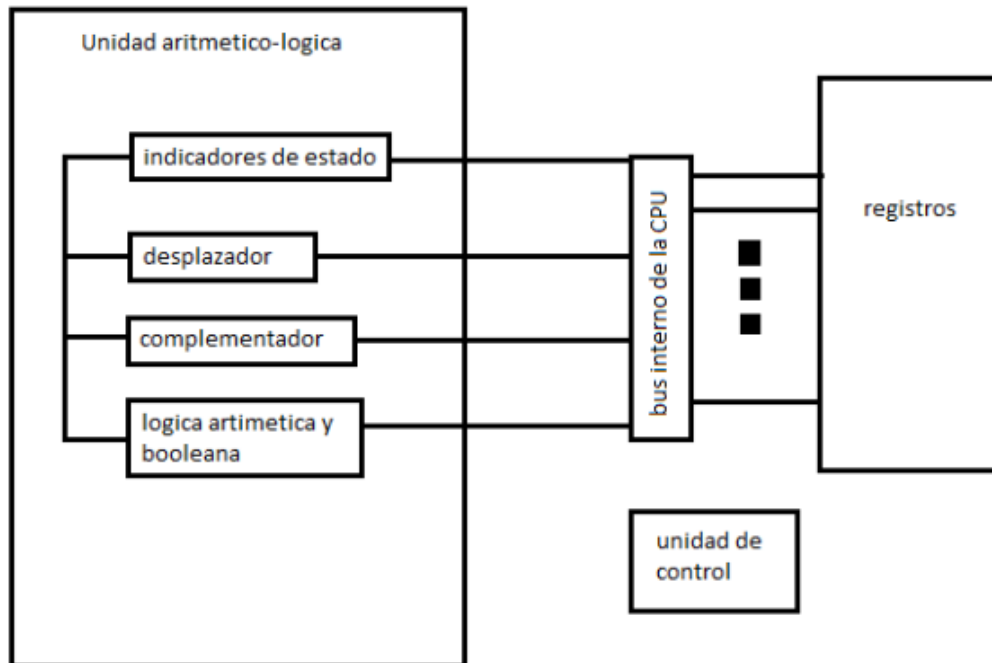 Unidad aritmetico-logica
indicadores de estado
desplazador
complementador
logica artimetica y
booleana
bus interno de la CPU
registros
unidad de
control